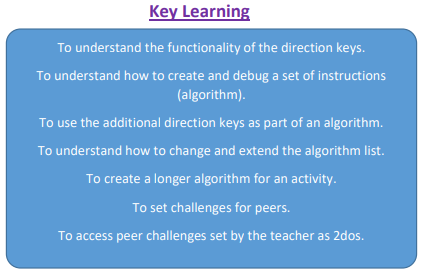 Key Learning
To understand the functionality of the direction keys.
To understand how to create and debug a set of instructions
(algorithm).
To use the additional direction keys as part of an algorithm.
To understand how to change and extend the algorithm list.
To create a longer algorithm for an activity.
To set challenges for peers.
To access peer challenges set by the teacher as 2dos.